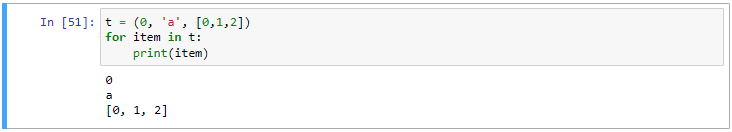 In [51]: t = (0, 'a', [0,1,2])
for item in t:
    print(item)
0
a
[0, 1, 2]